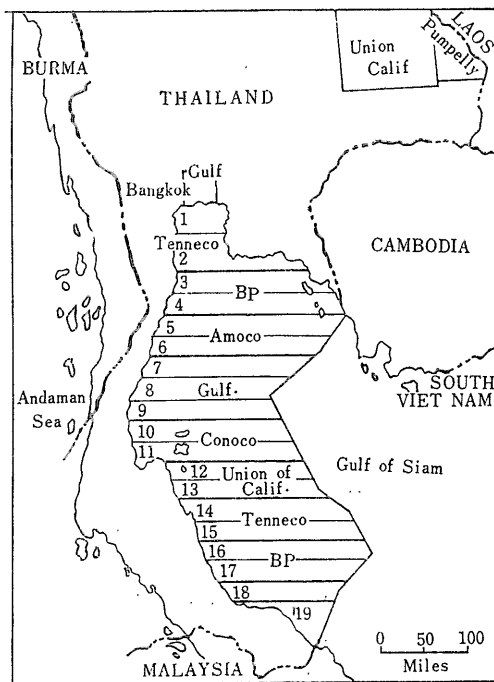 LAOS
Pumpelly
Union
Calif
BURMA
THAILAND
Gulf
Bangkok
1
Tenneco
2
CAMBODIA
3
BP
4
5
Amoco
6
7
8
Gulf.
9
Andaman
Sea
SOUTH
VIET NAM
10
Conoco
11
12
Union of
13
Calif.
Gulf of Siam
14
Tenneco
15
16
BP
17
18
19
0 50 100
Miles
MALAYSIA